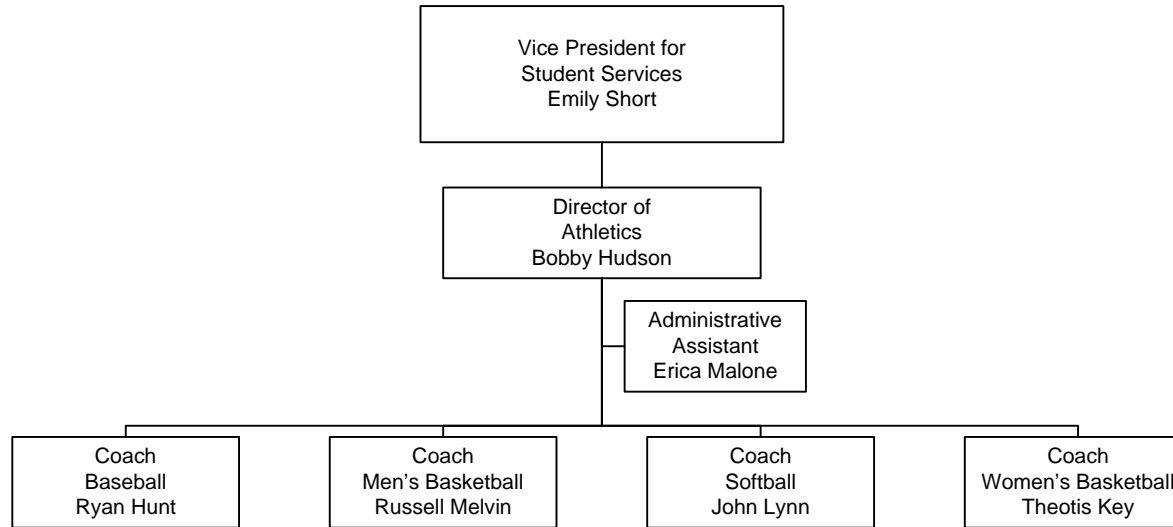 Vice President for
Student Services
Emily Short
Director of
Athletics
Bobby Hudson
Administrative
Assistant
Erica Malone
Coach
Baseball
Ryan Hunt
Coach
Men’s Basketball
Russell Melvin
Coach
Softball
John Lynn
Coach
Women’s Basketball
Theotis Key